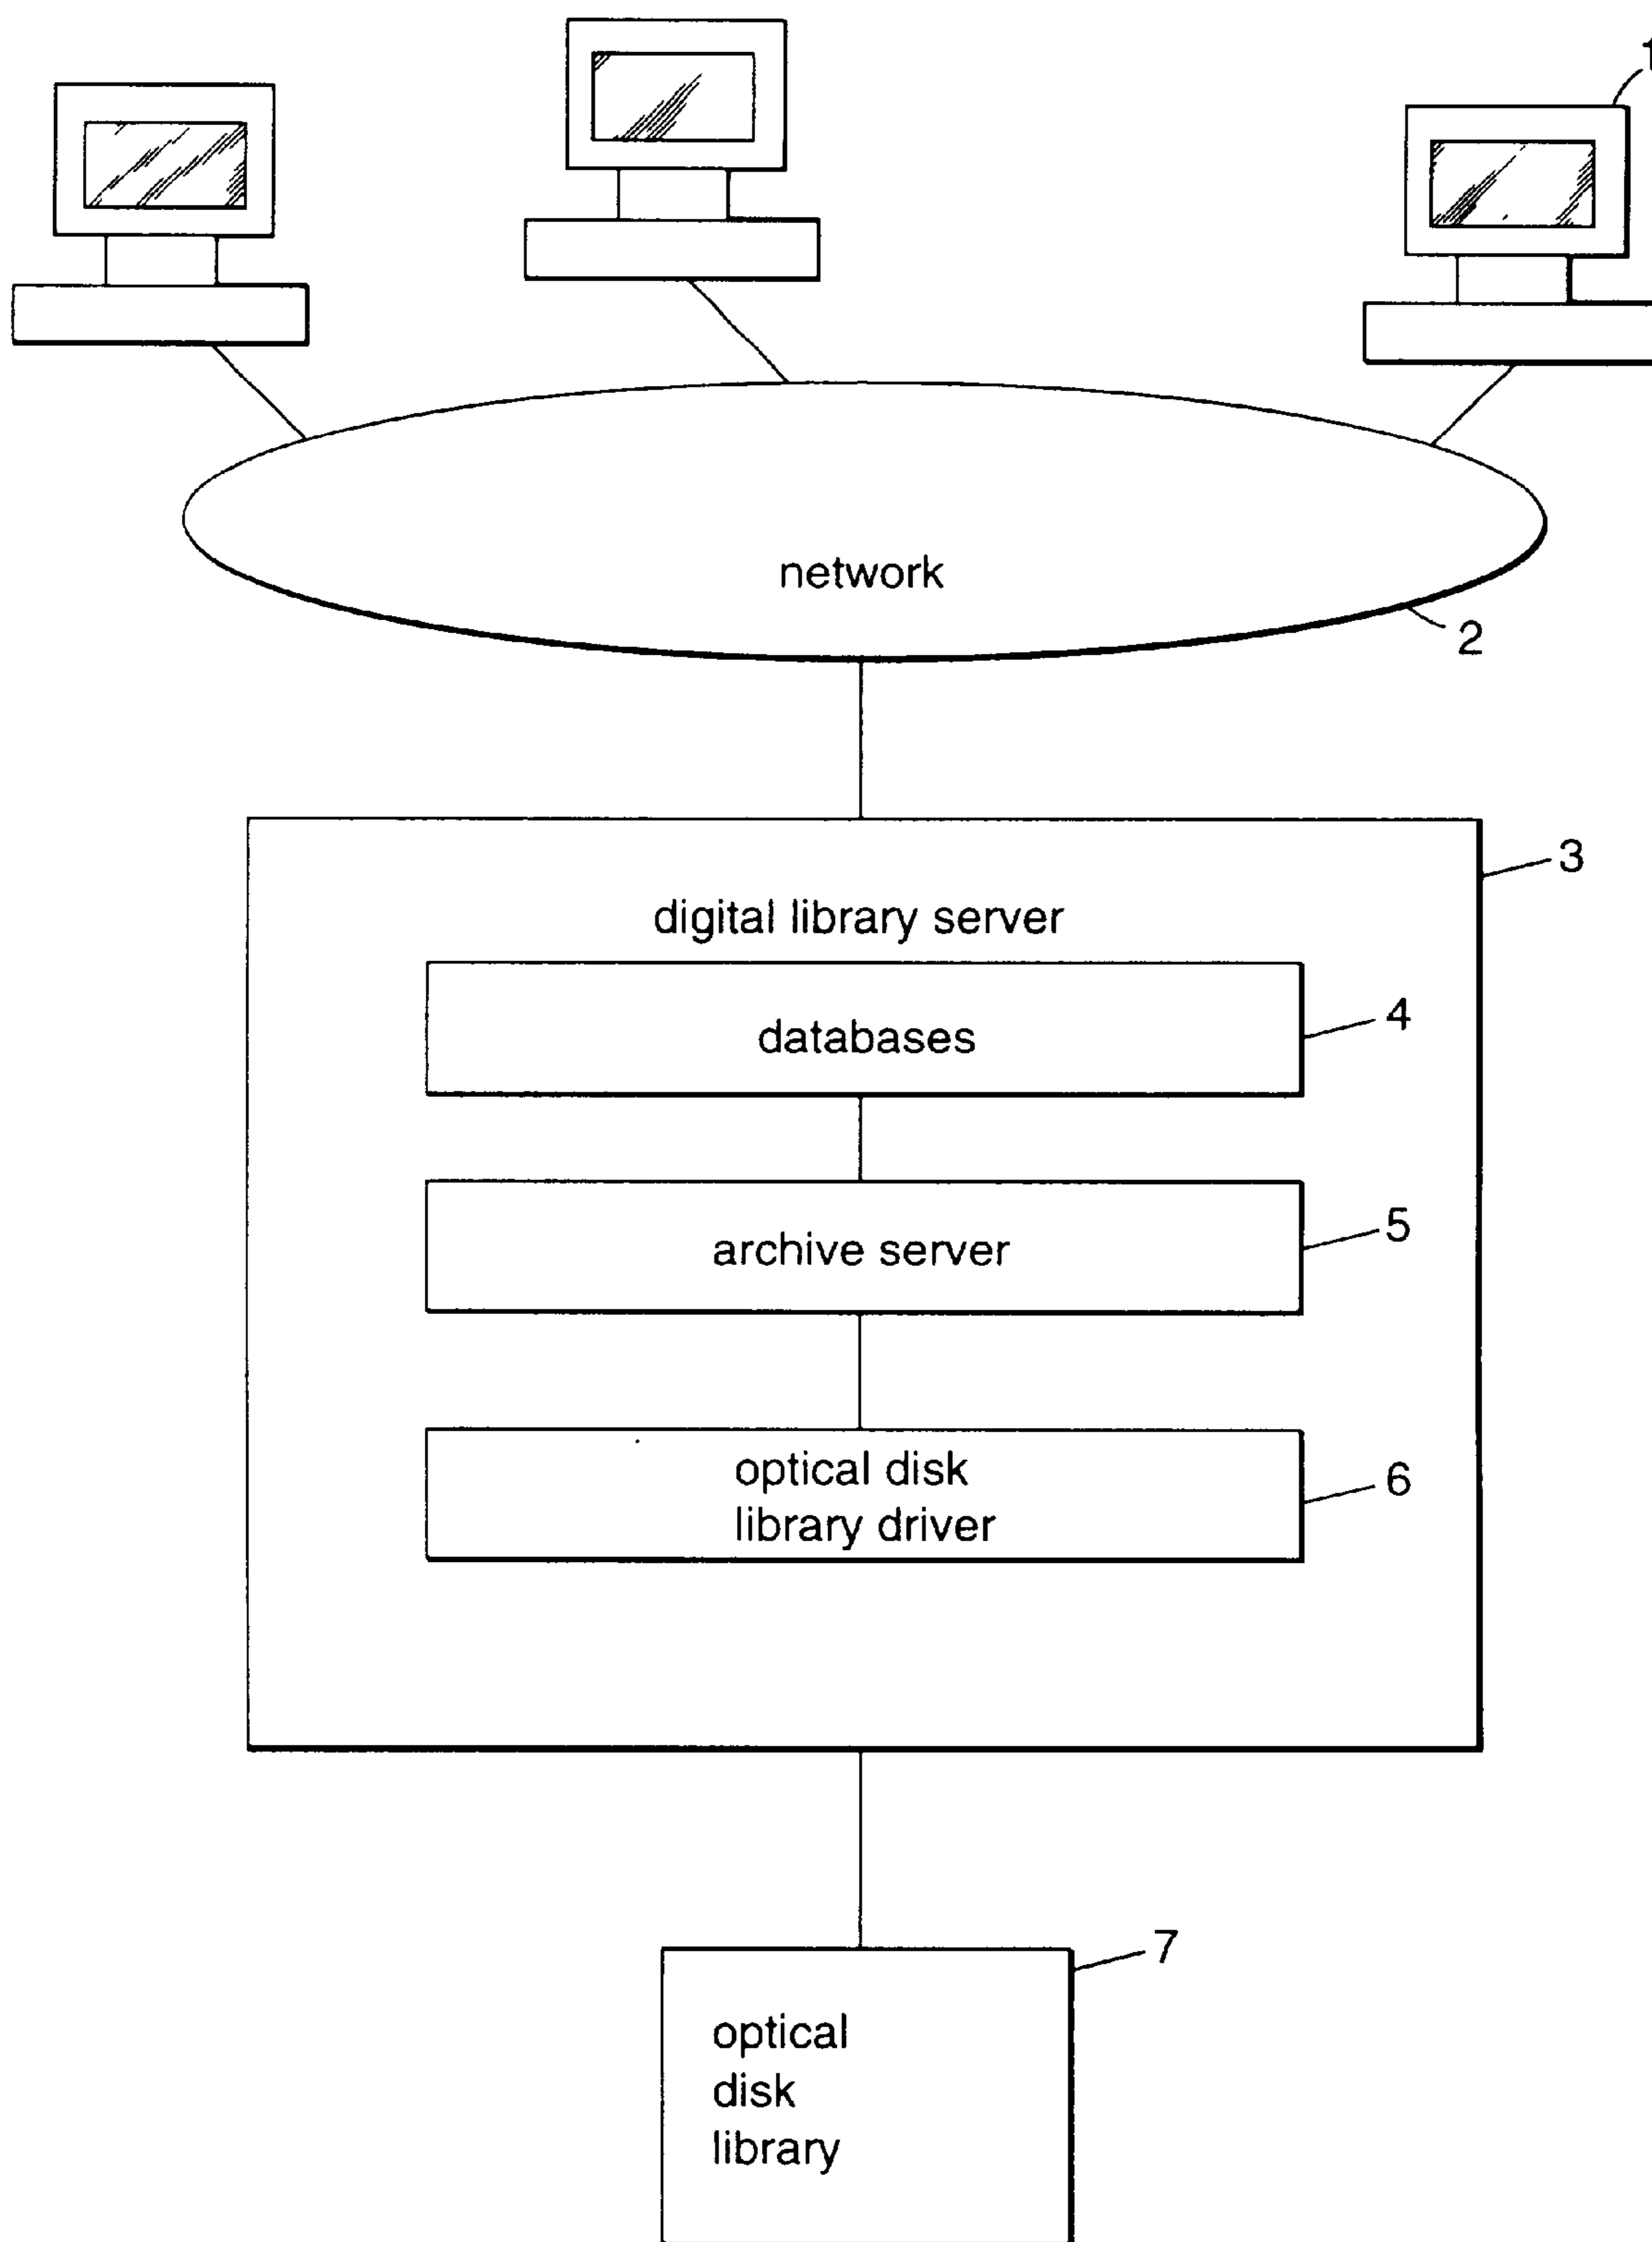 1
network
2
3
digital library server
databases
4
archive server
5
optical disk
library driver
6
7
optical
disk
library